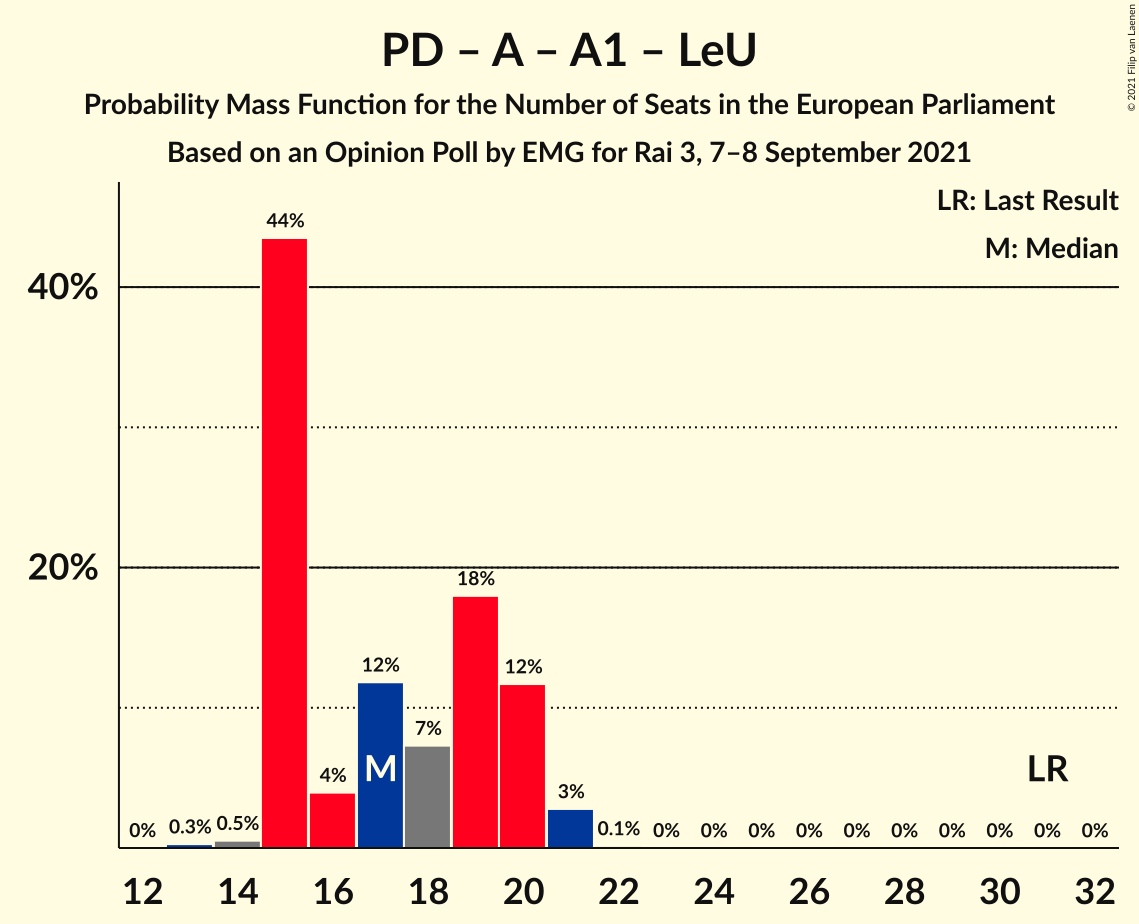 PD – A – A1 – LeU
Probability Mass Function for the Number of Seats in the European Parliament
Based on an Opinion Poll by EMG for Rai 3, 7–8 September 2021
© 2021 Filip van Laenen
LR: Last Result
M: Median
40%
20%
0% 0.3% 0.5% 44% 4% 12% 7% 18% 12% 3% 0.1% 0% 0% 0% 0% 0% 0% 0% 0% 0% 0%
M
LR
12 14 16 18 20 22 24 26 28 30 32